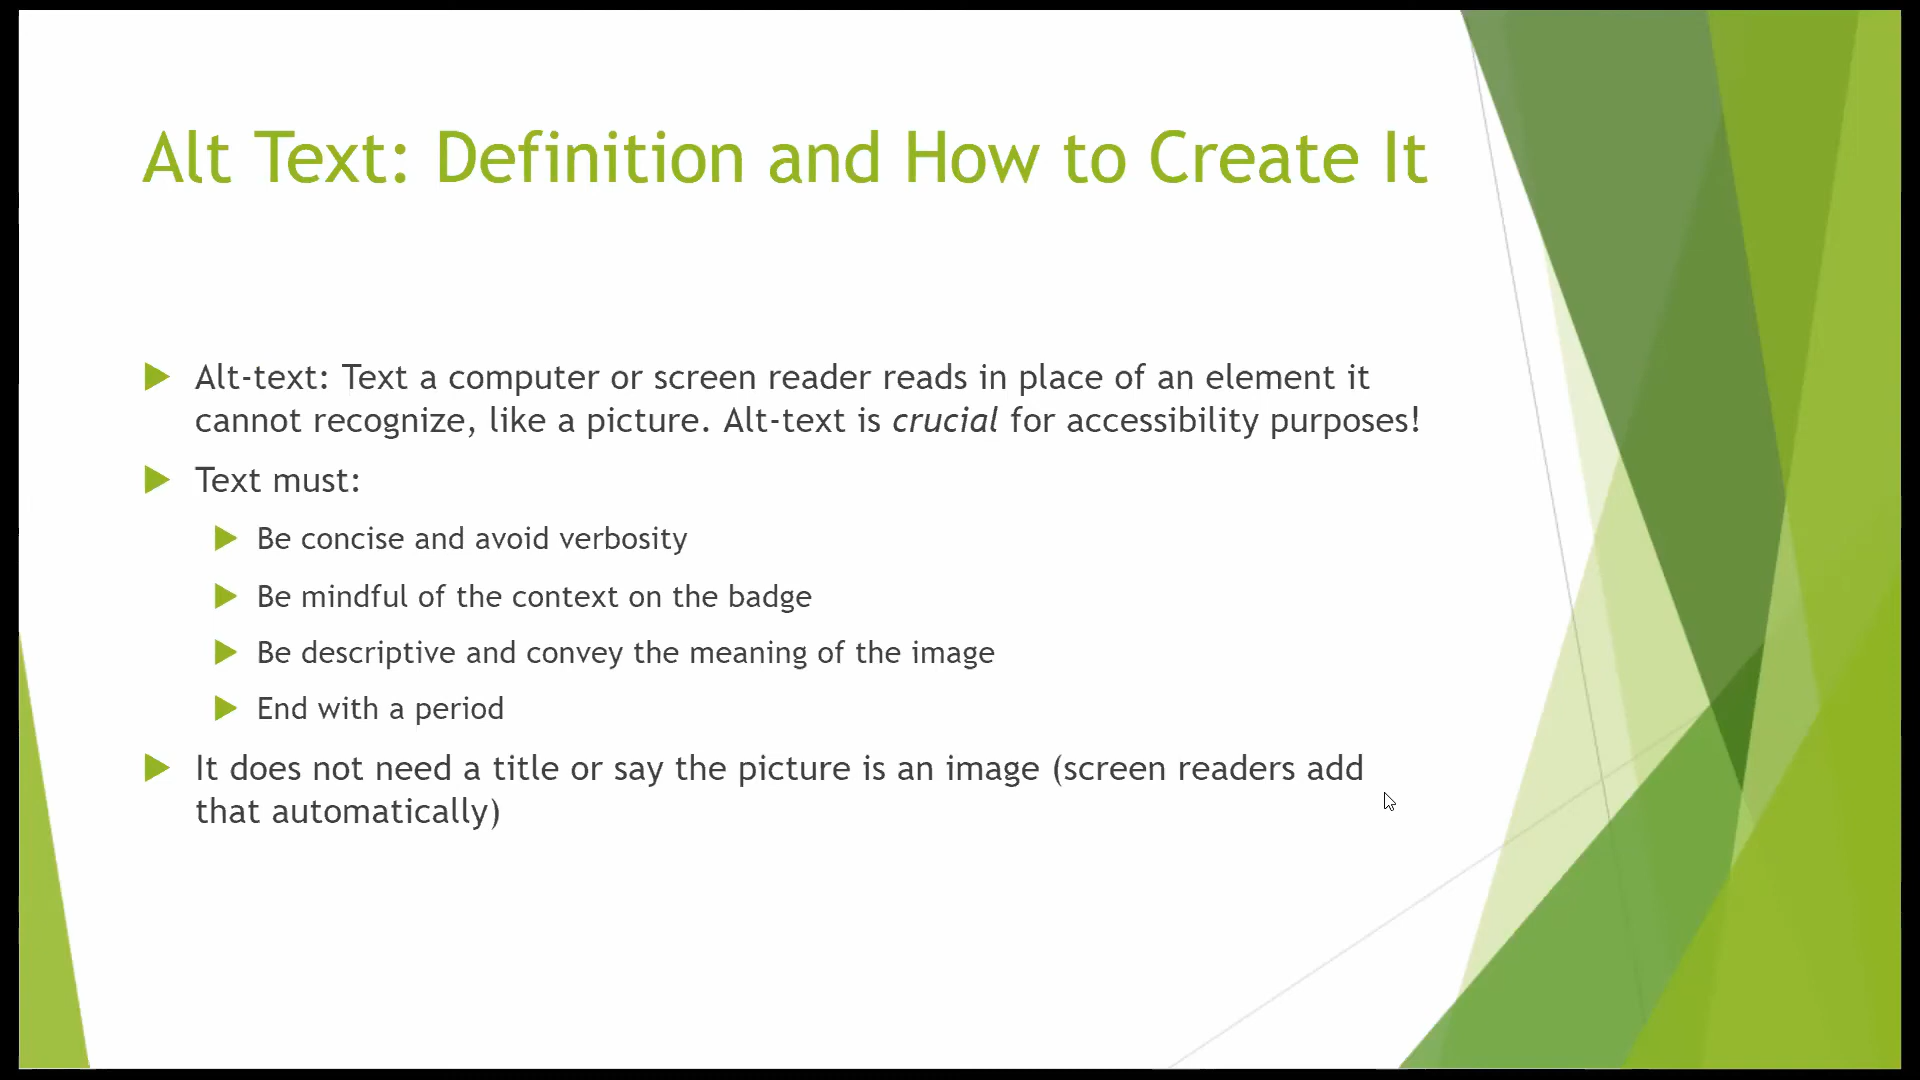 Alt Text: Definition and How to Create It
Alt-text: Text a computer or screen reader reads in place of an element it
cannot recognize, like a picture. Alt-text is crucial for accessibility purposes!
Text must:
Be concise and avoid verbosity
Be mindful of the context on the badge
Be descriptive and convey the meaning of the image
End with a period
It does not need a title or say the picture is an image (screen readers add
that automatically)